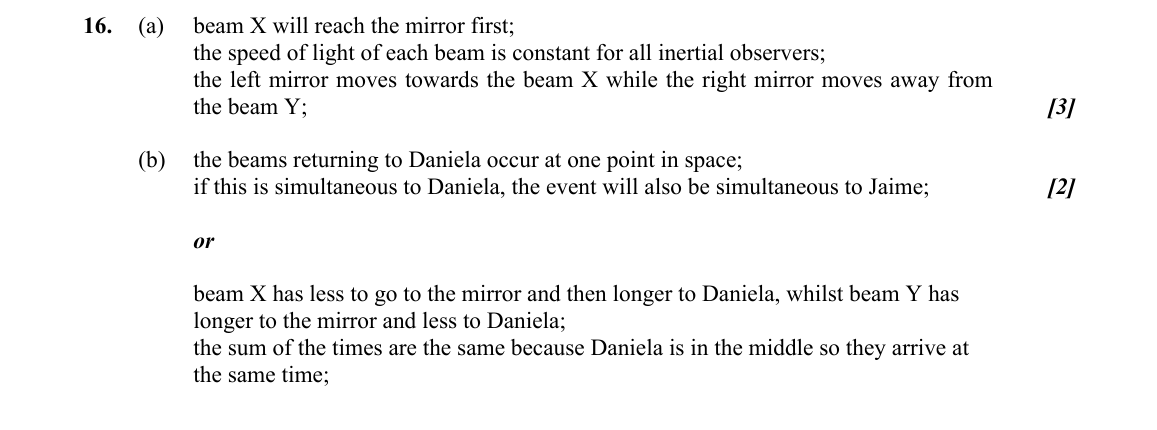 16. (a) beam X will reach the mirror first;
the speed of light of each beam is constant for all inertial observers;
the left mirror moves towards the beam X while the right mirror moves away from
the beam Y; [3]
(b) the beams returning to Daniela occur at one point in space;
if this is simultaneous to Daniela, the event will also be simultaneous to Jaime; [2]
or
beam X has less to go to the mirror and then longer to Daniela, whilst beam Y has
longer to the mirror and less to Daniela;
the sum of the times are the same because Daniela is in the middle so they arrive at
the same time;